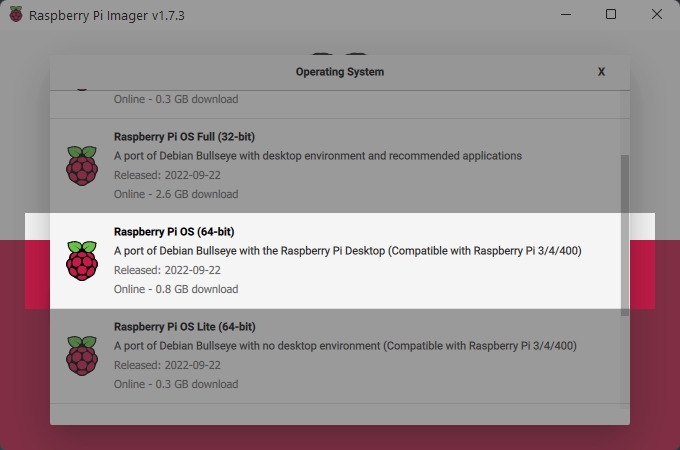 Raspberry Pi Imager v1.7.3
Operating System
X
Online - 0.3 GB download
Raspberry Pi OS Full (32-bit)
A port of Debian Bullseye with desktop environment and recommended applications
Released: 2022-09-22
Online - 2.6 GB download
Raspberry Pi OS (64-bit)
A port of Debian Bullseye with the Raspberry Pi Desktop (Compatible with Raspberry Pi 3/4/400)
Released: 2022-09-22
Online - 0.8 GB download
Raspberry Pi OS Lite (64-bit)
A port of Debian Bullseye with no desktop environment (Compatible with Raspberry Pi 3/4/400)
Released: 2022-09-22
Online - 0.3 GB download